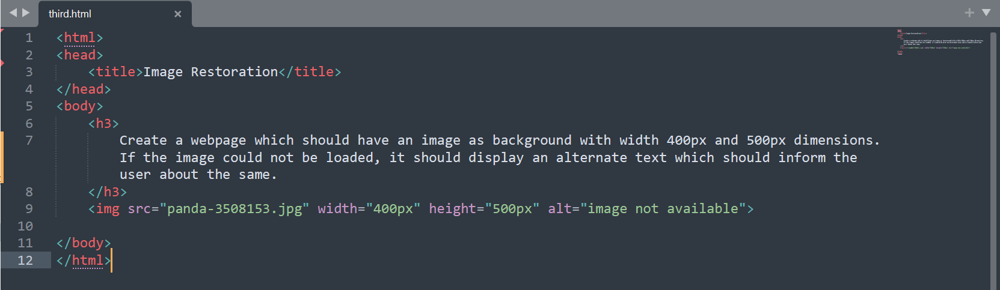 third.html
1 <html>
2 <head>
3 <title>Image Restoration</title>
4 </head>
5 <body>
6 <h3>
7 Create a webpage which should have an image as background with width 400px and 500px dimensions.
If the image could not be loaded, it should display an alternate text which should inform the
user about the same.
8 </h3>
9 <img src="panda-3508153.jpg" width="400px" height="500px" alt="image not available">
10
11 </body>
12 </html>